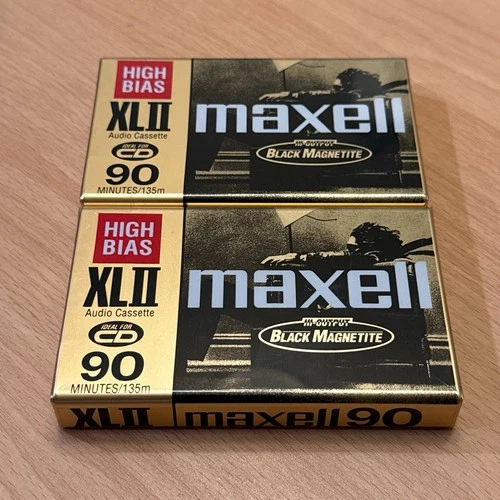 HIGH
BIAS
XLII
Audio Cassette
IDEAL FOR
CD
90
MINUTES/135m
maxell
HI-OUTPUT
BLACK MAGNETITE
HIGH
BIAS
XLII
Audio Cassette
IDEAL FOR
CD
90
MINUTES/135m
maxell
HI-OUTPUT
BLACK MAGNETITE
XLII maxell 90